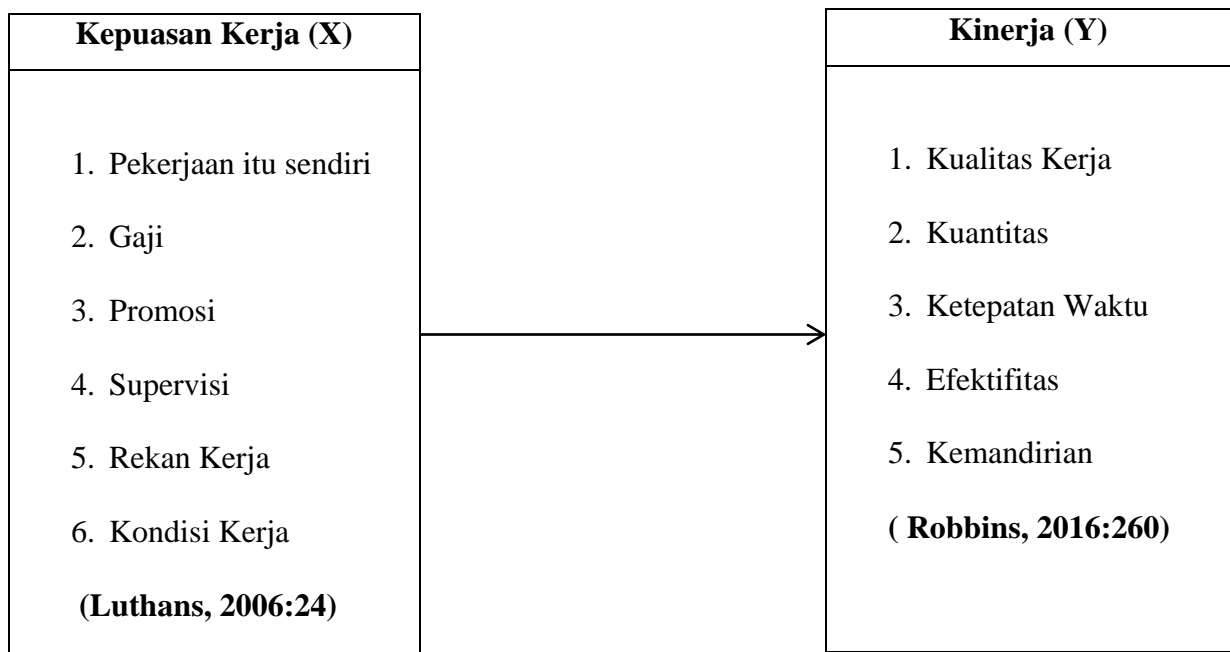 Kepuasan Kerja (X)
1. Pekerjaan itu sendiri
2. Gaji
3. Promosi
4. Supervisi
5. Rekan Kerja
6. Kondisi Kerja
(Luthans, 2006:24)
Kinerja (Y)
1. Kualitas Kerja
2. Kuantitas
3. Ketepatan Waktu
4. Efektifitas
5. Kemandirian
( Robbins, 2016:260)